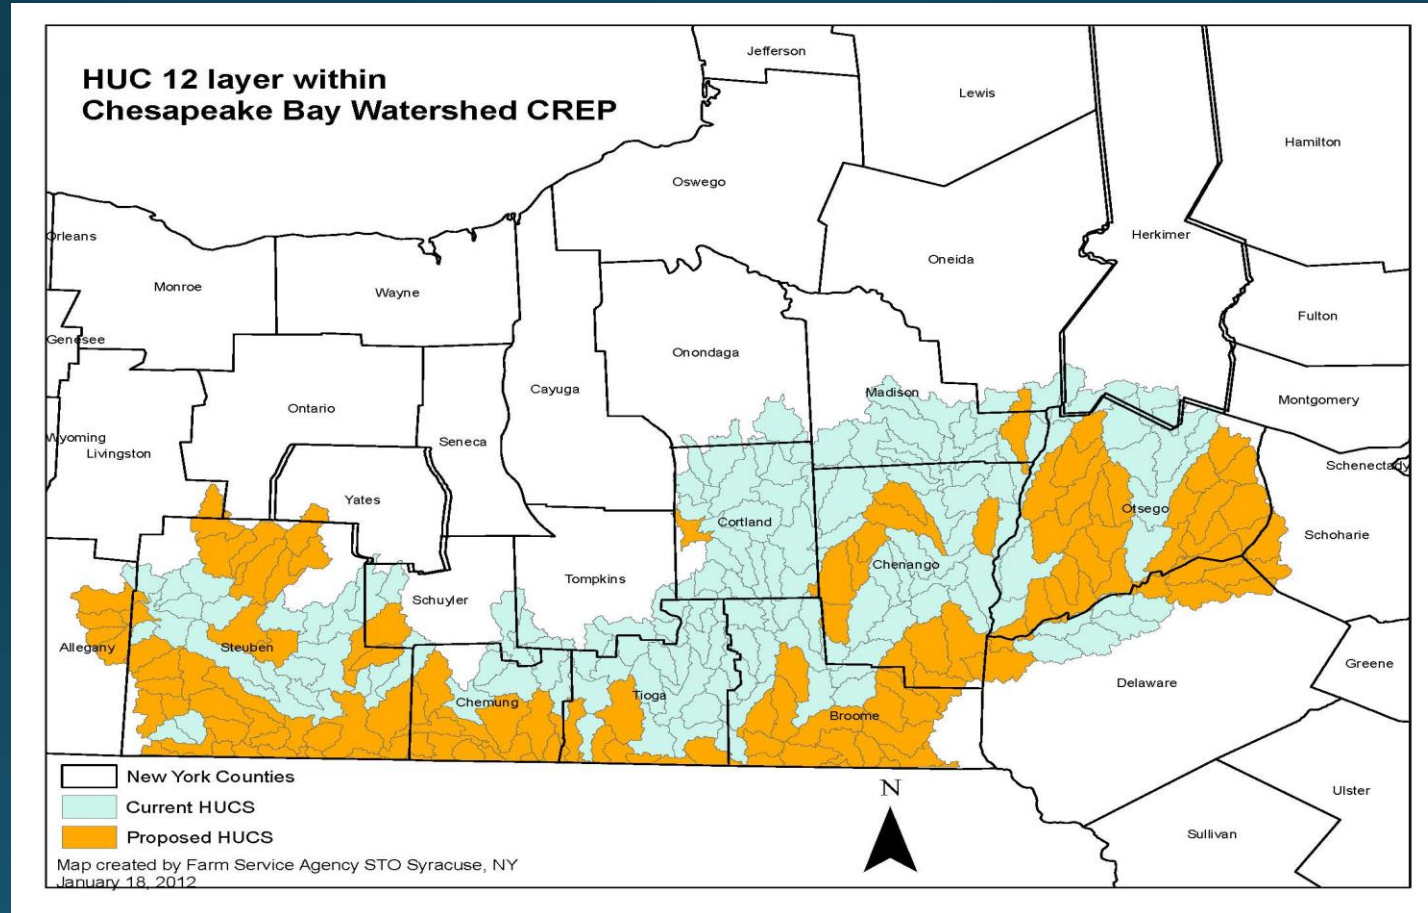 HUC 12 layer within
Chesapeake Bay Watershed CREP
Jefferson
Lewis
Hamilton
Oswego
Herkimer
Orleans
Oneida
Monroe
Wayne
Fulton
Genesee
Onondaga
Cayuga
Madison
Montgomery
Ontario
Wyoming
Seneca
Livingston
Schenectady
Yates
Otsego
Cortland
Schoharie
Chenango
Tompkins
Schuyler
Allegany
Steuben
Greene
Delaware
Tioga
Chemung
Broome
New York Counties
N
Ulster
Current HUCS
Sullivan
Proposed HUCS
Map created by Farm Service Agency STO Syracuse, NY
January 18, 2012